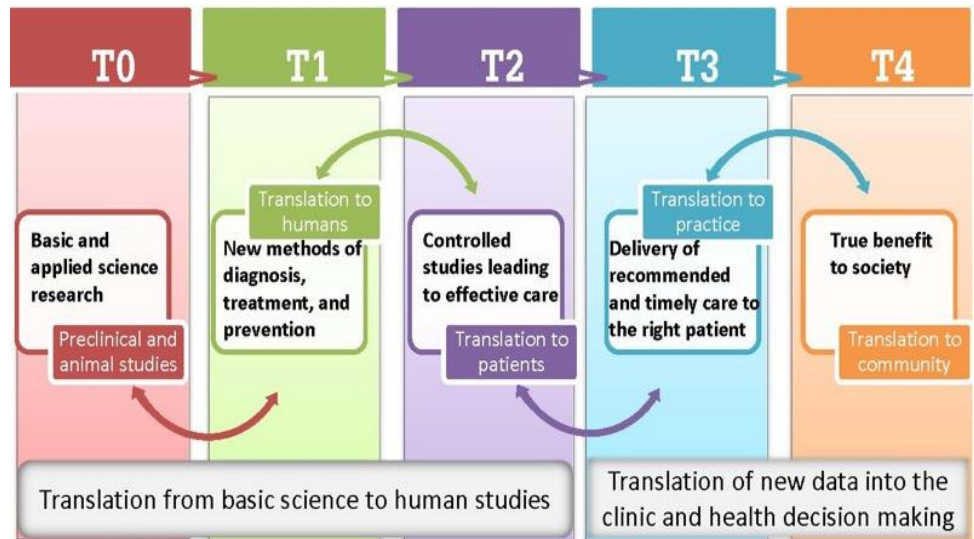 T0
T1
T2
T3
T4
Basic and
applied science
research
Preclinical and
animal studies
Translation to
humans
New methods of
diagnosis,
treatment, and
prevention
Controlled
studies leading
to effective care
Translation to
patients
Translation to
practice
Delivery of
recommended
and timely care to
the right patient
True benefit
to society
Translation to
community
Translation from basic science to human studies
Translation of new data into the
clinic and health decision making